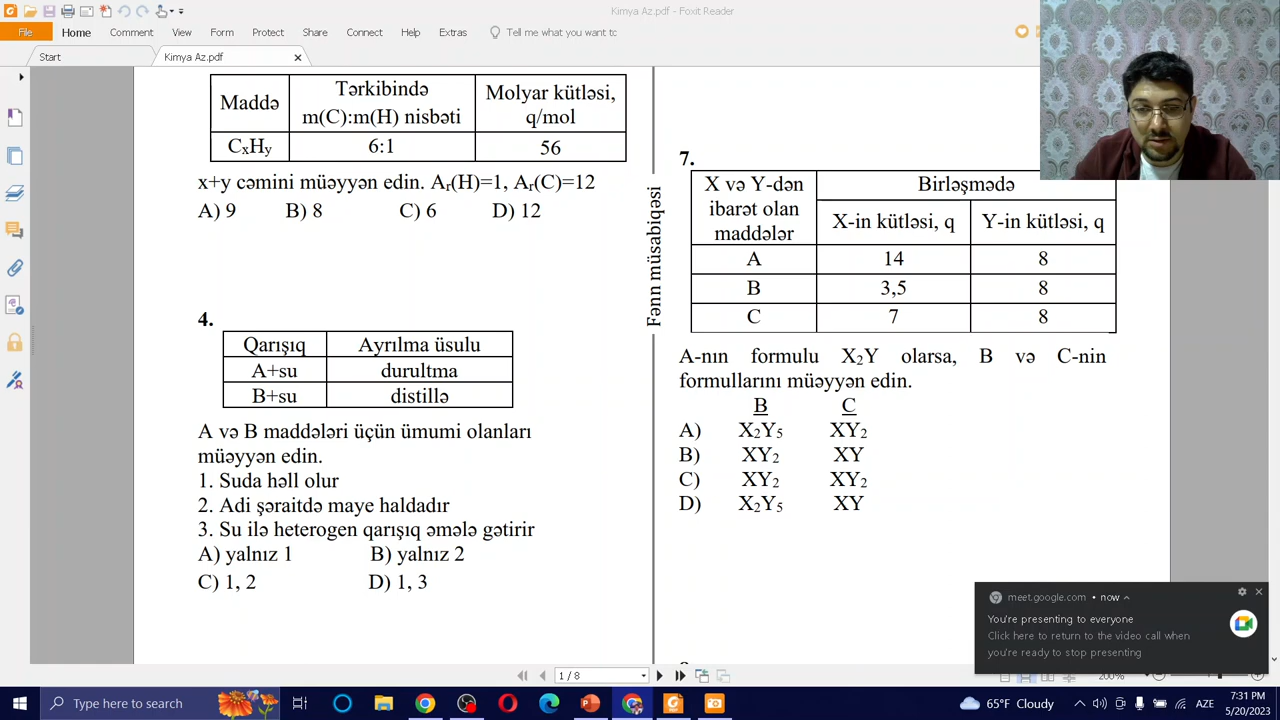 Kimya Az.pdf - Foxit Reader
File Home Comment View Form Protect Share Connect Help Extras Tell me what you want to
Start Kimya Az.pdf
Maddə
Tərkibində
m(C):m(H) nisbəti
Molyar kütləsi,
q/mol
CₓHᵧ 6:1 56
x+y cəmini müəyyən edin. Aᵣ(H)=1, Aᵣ(C)=12
A) 9 B) 8 C) 6 D) 12
4.
Qarışıq Ayrılma üsulu
A+su durultma
B+su distillə
A və B maddələri üçün ümumi olanları
müəyyən edin.
1. Suda həll olur
2. Adi şəraitdə maye haldadır
3. Su ilə heterogen qarışıq əmələ gətirir
A) yalnız 1 B) yalnız 2
C) 1, 2 D) 1, 3
Fənn müsabiqəsi
7.
X və Y-dən
ibarət olan
maddələr
Birləşmədə
X-in kütləsi, q Y-in kütləsi, q
A 14 8
B 3,5 8
C 7 8
A-nın formulu X₂Y olarsa, B və C-nin
formullarını müəyyən edin.
B C
A) X₂Y₅ XY₂
B) XY₂ XY
C) XY₂ XY₂
D) X₂Y₅ XY
meet.google.com • now
You're presenting to everyone
Click here to return to the video call when
you're ready to stop presenting
1 / 8
200%
Type here to search
65°F Cloudy
AZE
7:31 PM
5/20/2023